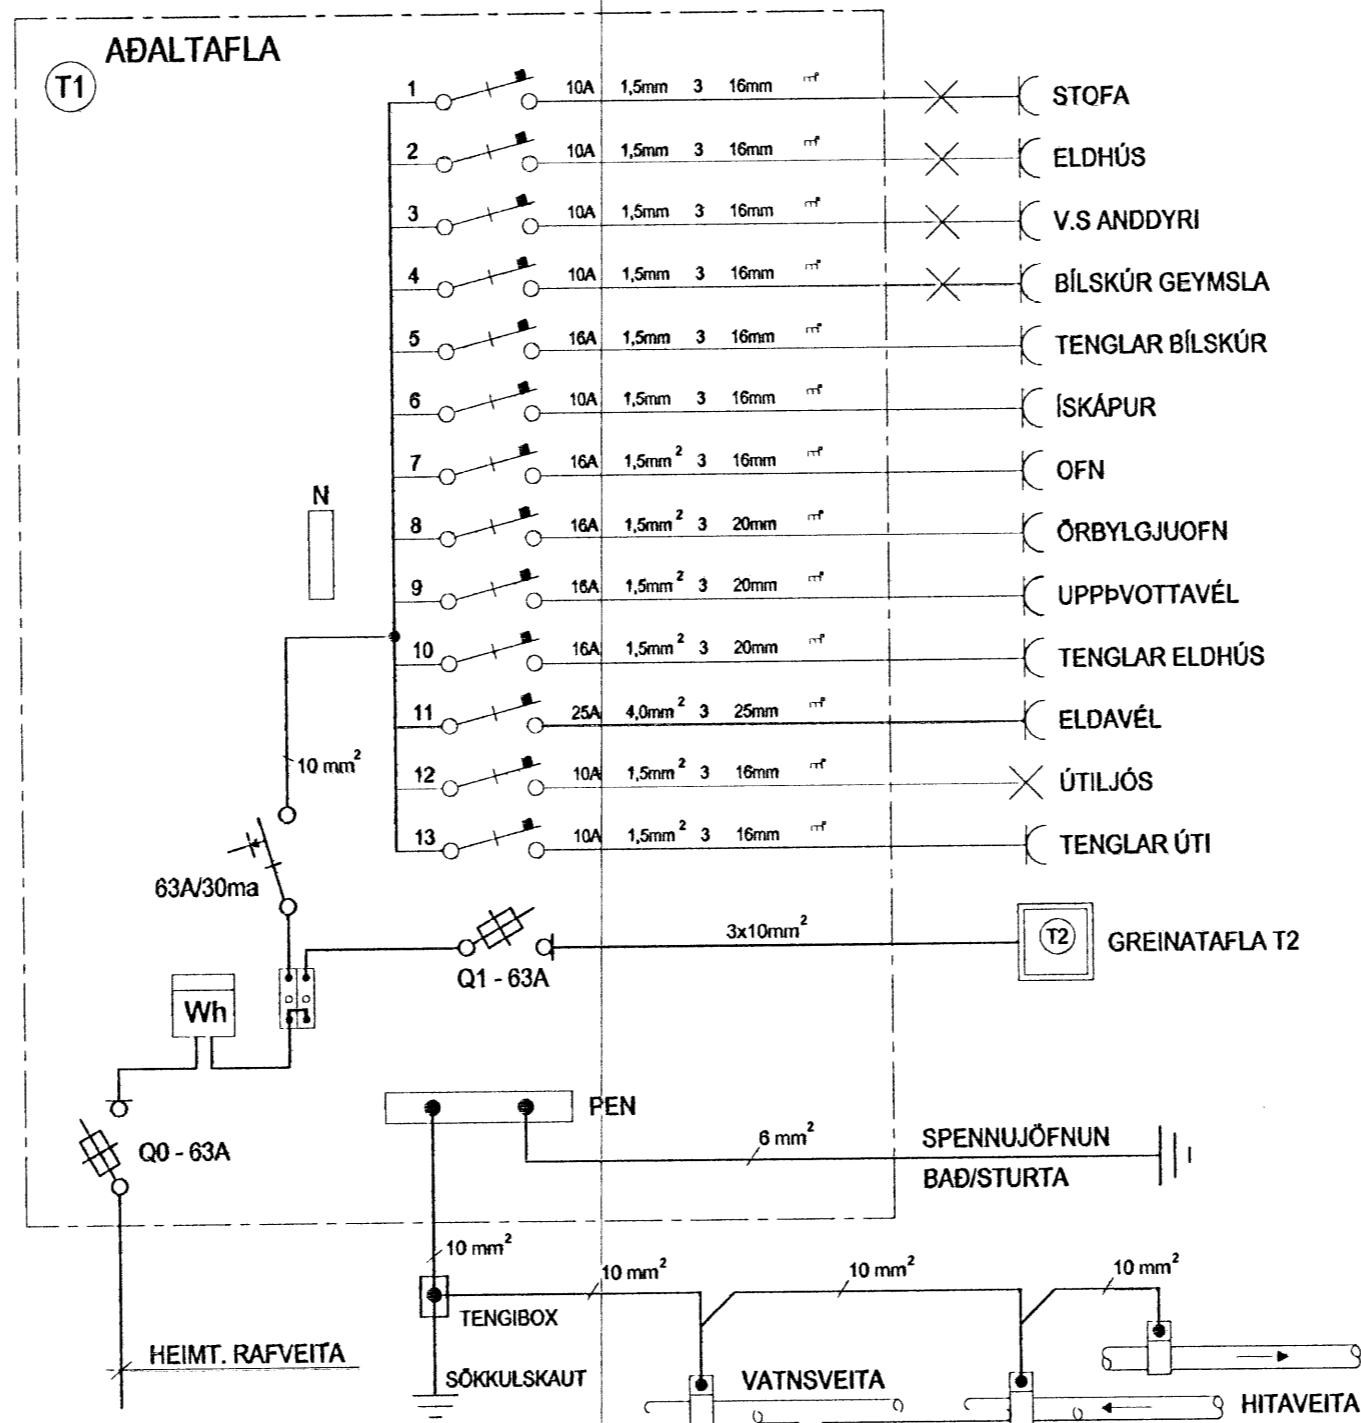 AÐALTAFLA
T1
1 10A 1,5mm 3 16mm STOFA
2 10A 1,5mm 3 16mm ELDHÚS
3 10A 1,5mm 3 16mm V.S ANDDYRI
4 10A 1,5mm 3 16mm BÍLSKÚR GEYMSLA
5 16A 1,5mm 3 16mm TENGLAR BÍLSKÚR
6 10A 1,5mm 3 16mm ÍSKÁPUR
7 16A 1,5mm² 3 16mm OFN
8 16A 1,5mm² 3 20mm ÖRBYLGJUOFN
9 16A 1,5mm² 3 20mm UPPÞVOTTAVÉL
10 16A 1,5mm² 3 20mm TENGLAR ELDHÚS
11 25A 4,0mm² 3 25mm ELDAVÉL
12 10A 1,5mm² 3 16mm ÚTILJÓS
13 10A 1,5mm² 3 16mm TENGLAR ÚTI
N
10 mm²
63A/30ma
Q1 - 63A
3x10mm²
T2
GREINATAFLA T2
Wh
Q0 - 63A
PEN
6 mm²
SPENNUJÖFNUN
BAÐ/STURTA
10 mm²
10 mm²
10 mm²
10 mm²
TENGIBOX
HEIMT. RAFVEITA
SÖKKULSKAUT
VATNSVEITA
HITAVEITA